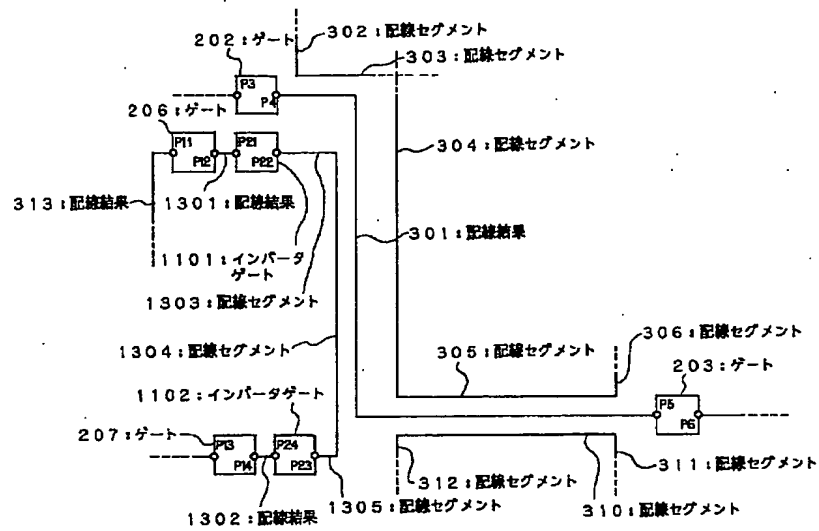 302:配線セグメント
202:ゲート
303:配線セグメント
P3
P4
206:ゲート
P11
P12
P21
P22
304:配線セグメント
313:配線結果
1301:配線結果
301:配線結果
1101:インバータ
ゲート
1303:配線セグメント
306:配線セグメント
1304:配線セグメント
305:配線セグメント
203:ゲート
1102:インバータゲート
P5
P6
207:ゲート
P13
P14
P24
P23
312:配線セグメント
311:配線セグメント
1305:配線セグメント
310:配線セグメント
1302:配線結果